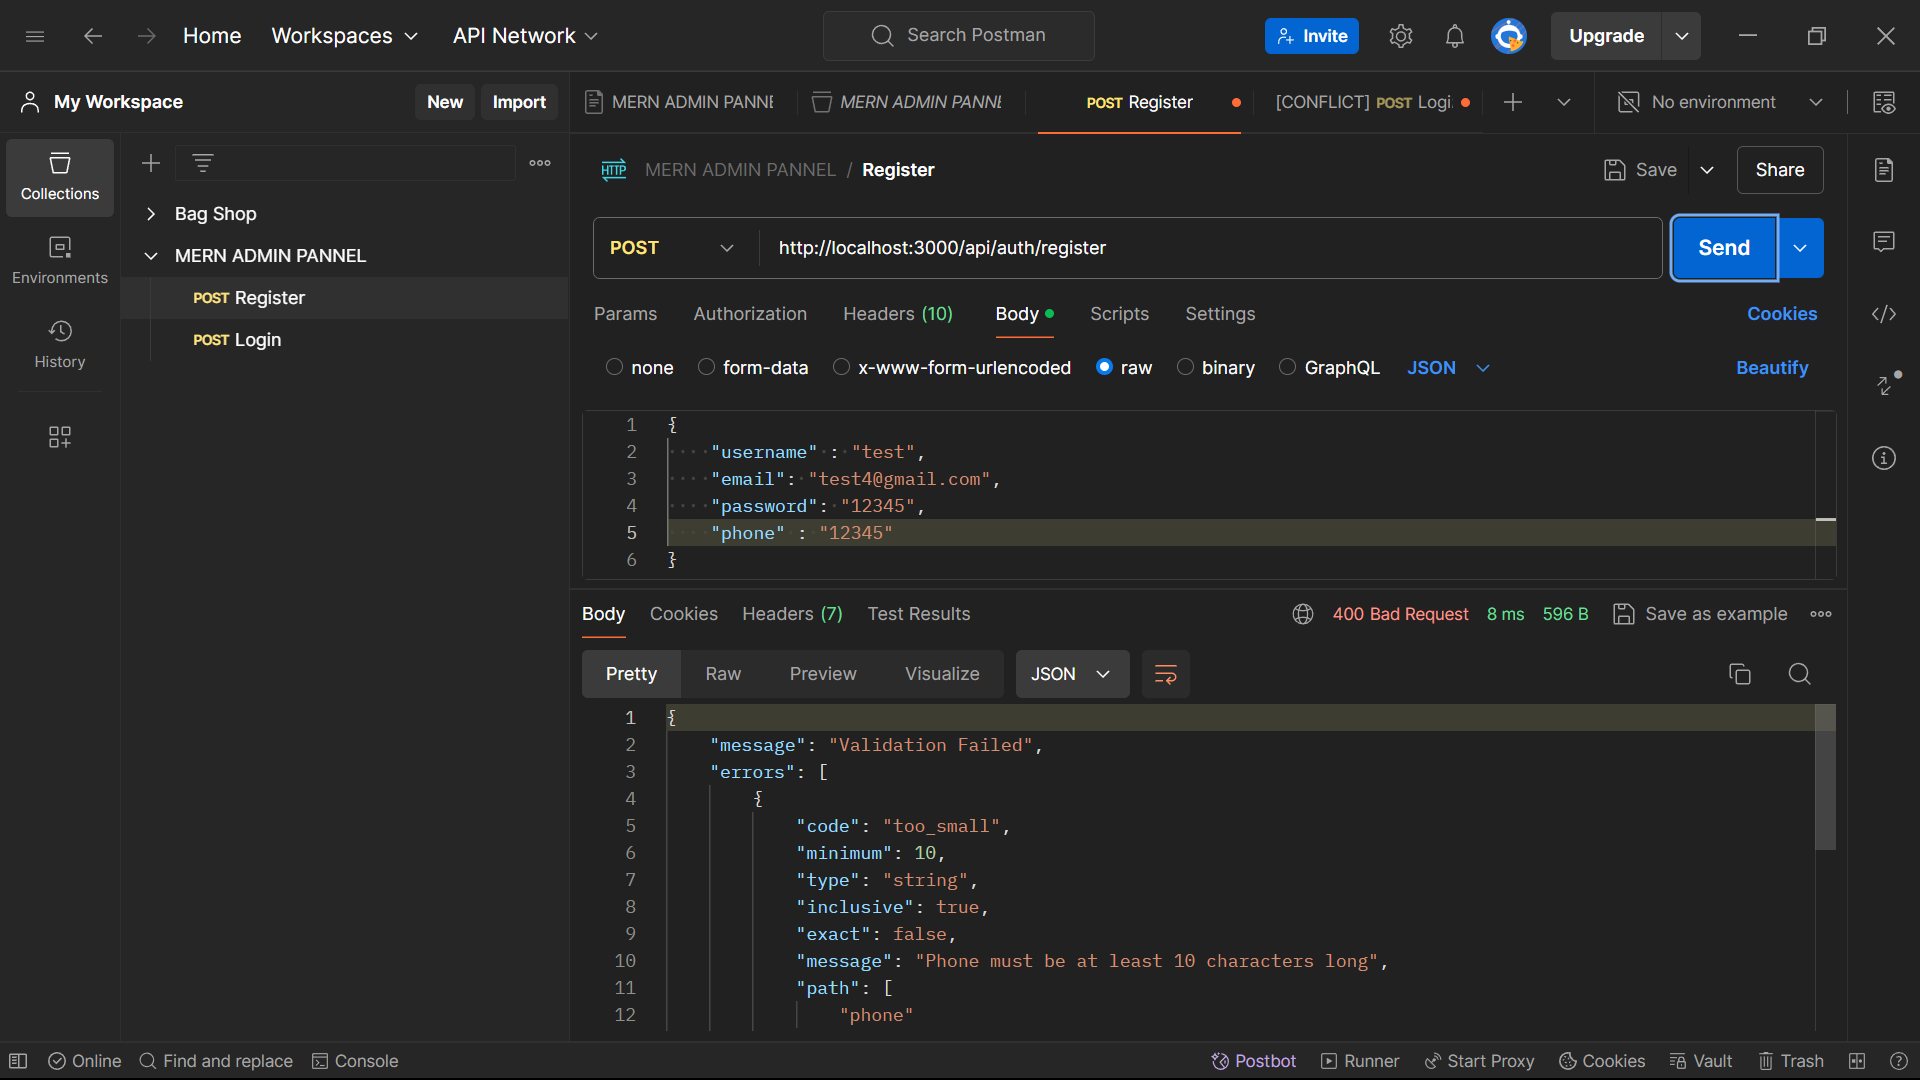 Home
Workspaces
API Network
Search Postman
Invite
Upgrade
My Workspace
New
Import
MERN ADMIN PANNE
MERN ADMIN PANNE
POST Register
[CONFLICT] POST Logi
No environment
Collections
Environments
History
Bag Shop
MERN ADMIN PANNEL
POST Register
POST Login
HTTP
MERN ADMIN PANNEL / Register
Save
Share
POST
http://localhost:3000/api/auth/register
Send
Params
Authorization
Headers (10)
Body
Scripts
Settings
Cookies
none
form-data
x-www-form-urlencoded
raw
binary
GraphQL
JSON
Beautify
1 {
2 "username" : "test",
3 "email": "test4@gmail.com",
4 "password": "12345",
5 "phone" : "12345"
6 }
Body
Cookies
Headers (7)
Test Results
400 Bad Request
8 ms
596 B
Save as example
Pretty
Raw
Preview
Visualize
JSON
1 {
2 "message": "Validation Failed",
3 "errors": [
4 {
5 "code": "too_small",
6 "minimum": 10,
7 "type": "string",
8 "inclusive": true,
9 "exact": false,
10 "message": "Phone must be at least 10 characters long",
11 "path": [
12 "phone"
Online
Find and replace
Console
Postbot
Runner
Start Proxy
Cookies
Vault
Trash